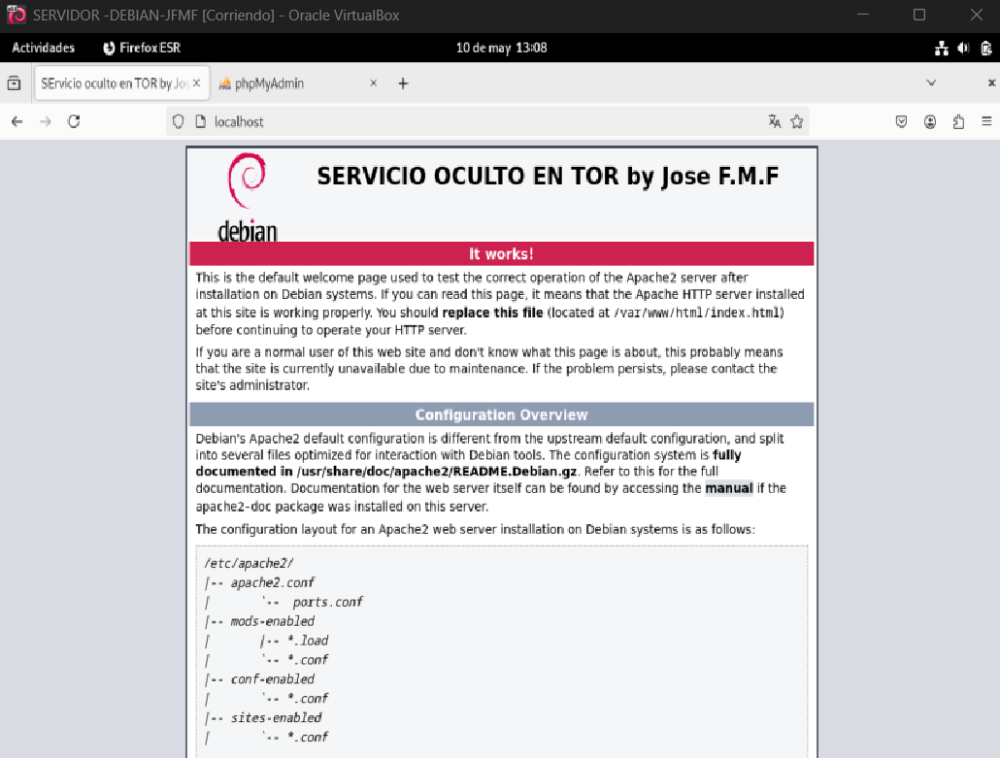 SERVIDOR -DEBIAN-JFMF [Corriendo] - Oracle VirtualBox
Actividades Firefox ESR 10 de may 13:08
SErvicio oculto en TOR by Jos phpMyAdmin
localhost
SERVICIO OCULTO EN TOR by Jose F.M.F
debian
It works!
This is the default welcome page used to test the correct operation of the Apache2 server after
installation on Debian systems. If you can read this page, it means that the Apache HTTP server installed
at this site is working properly. You should replace this file (located at /var/www/html/index.html)
before continuing to operate your HTTP server.
If you are a normal user of this web site and don't know what this page is about, this probably means
that the site is currently unavailable due to maintenance. If the problem persists, please contact the
site's administrator.
Configuration Overview
Debian's Apache2 default configuration is different from the upstream default configuration, and split
into several files optimized for interaction with Debian tools. The configuration system is fully
documented in /usr/share/doc/apache2/README.Debian.gz. Refer to this for the full
documentation. Documentation for the web server itself can be found by accessing the manual if the
apache2-doc package was installed on this server.
The configuration layout for an Apache2 web server installation on Debian systems is as follows:
/etc/apache2/
|-- apache2.conf
|       `--  ports.conf
|-- mods-enabled
|       |-- *.load
|       `-- *.conf
|-- conf-enabled
|       `-- *.conf
|-- sites-enabled
|       `-- *.conf